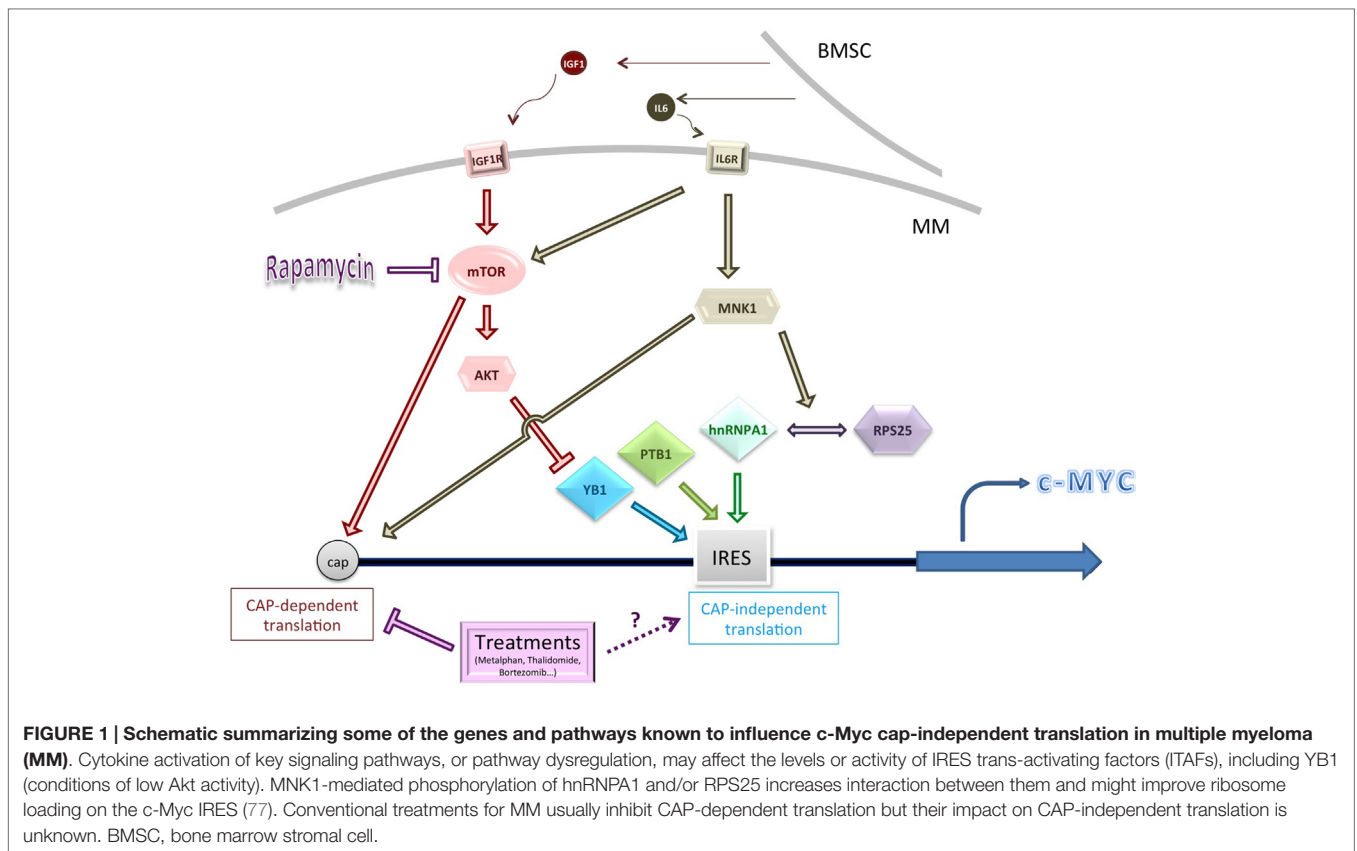 BMSC
IGF1
IL6
IGF1R
IL6R
MM
Rapamycin
mTOR
MNK1
AKT
hnRNPA1
RPS25
PTB1
YB1
c-MYC
cap
IRES
CAP-dependent
translation
CAP-independent
translation
?
Treatments
(Metalphan, Thalidomide,
Bortezomib...)
FIGURE 1 | Schematic summarizing some of the genes and pathways known to influence c-Myc cap-independent translation in multiple myeloma
(MM). Cytokine activation of key signaling pathways, or pathway dysregulation, may affect the levels or activity of IRES trans-activating factors (ITAFs), including YB1
(conditions of low Akt activity). MNK1-mediated phosphorylation of hnRNPA1 and/or RPS25 increases interaction between them and might improve ribosome
loading on the c-Myc IRES (77). Conventional treatments for MM usually inhibit CAP-dependent translation but their impact on CAP-independent translation is
unknown. BMSC, bone marrow stromal cell.